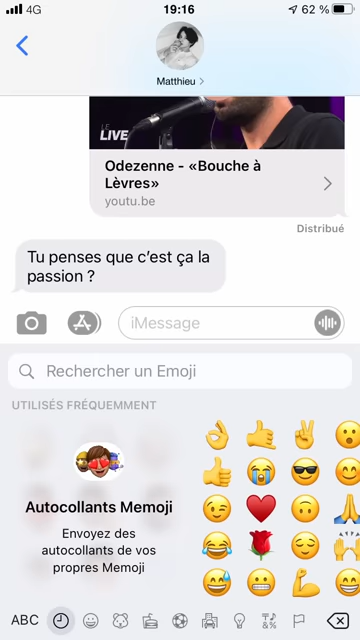 4G
19:16
62 %
Matthieu
LE
LIVE
Odezenne - «Bouche à
Lèvres»
youtu.be
Distribué
Tu penses que c’est ça la
passion ?
iMessage
Rechercher un Emoji
UTILISÉS FRÉQUEMMENT
Autocollants Memoji
Envoyez des
autocollants de vos
propres Memoji
ABC